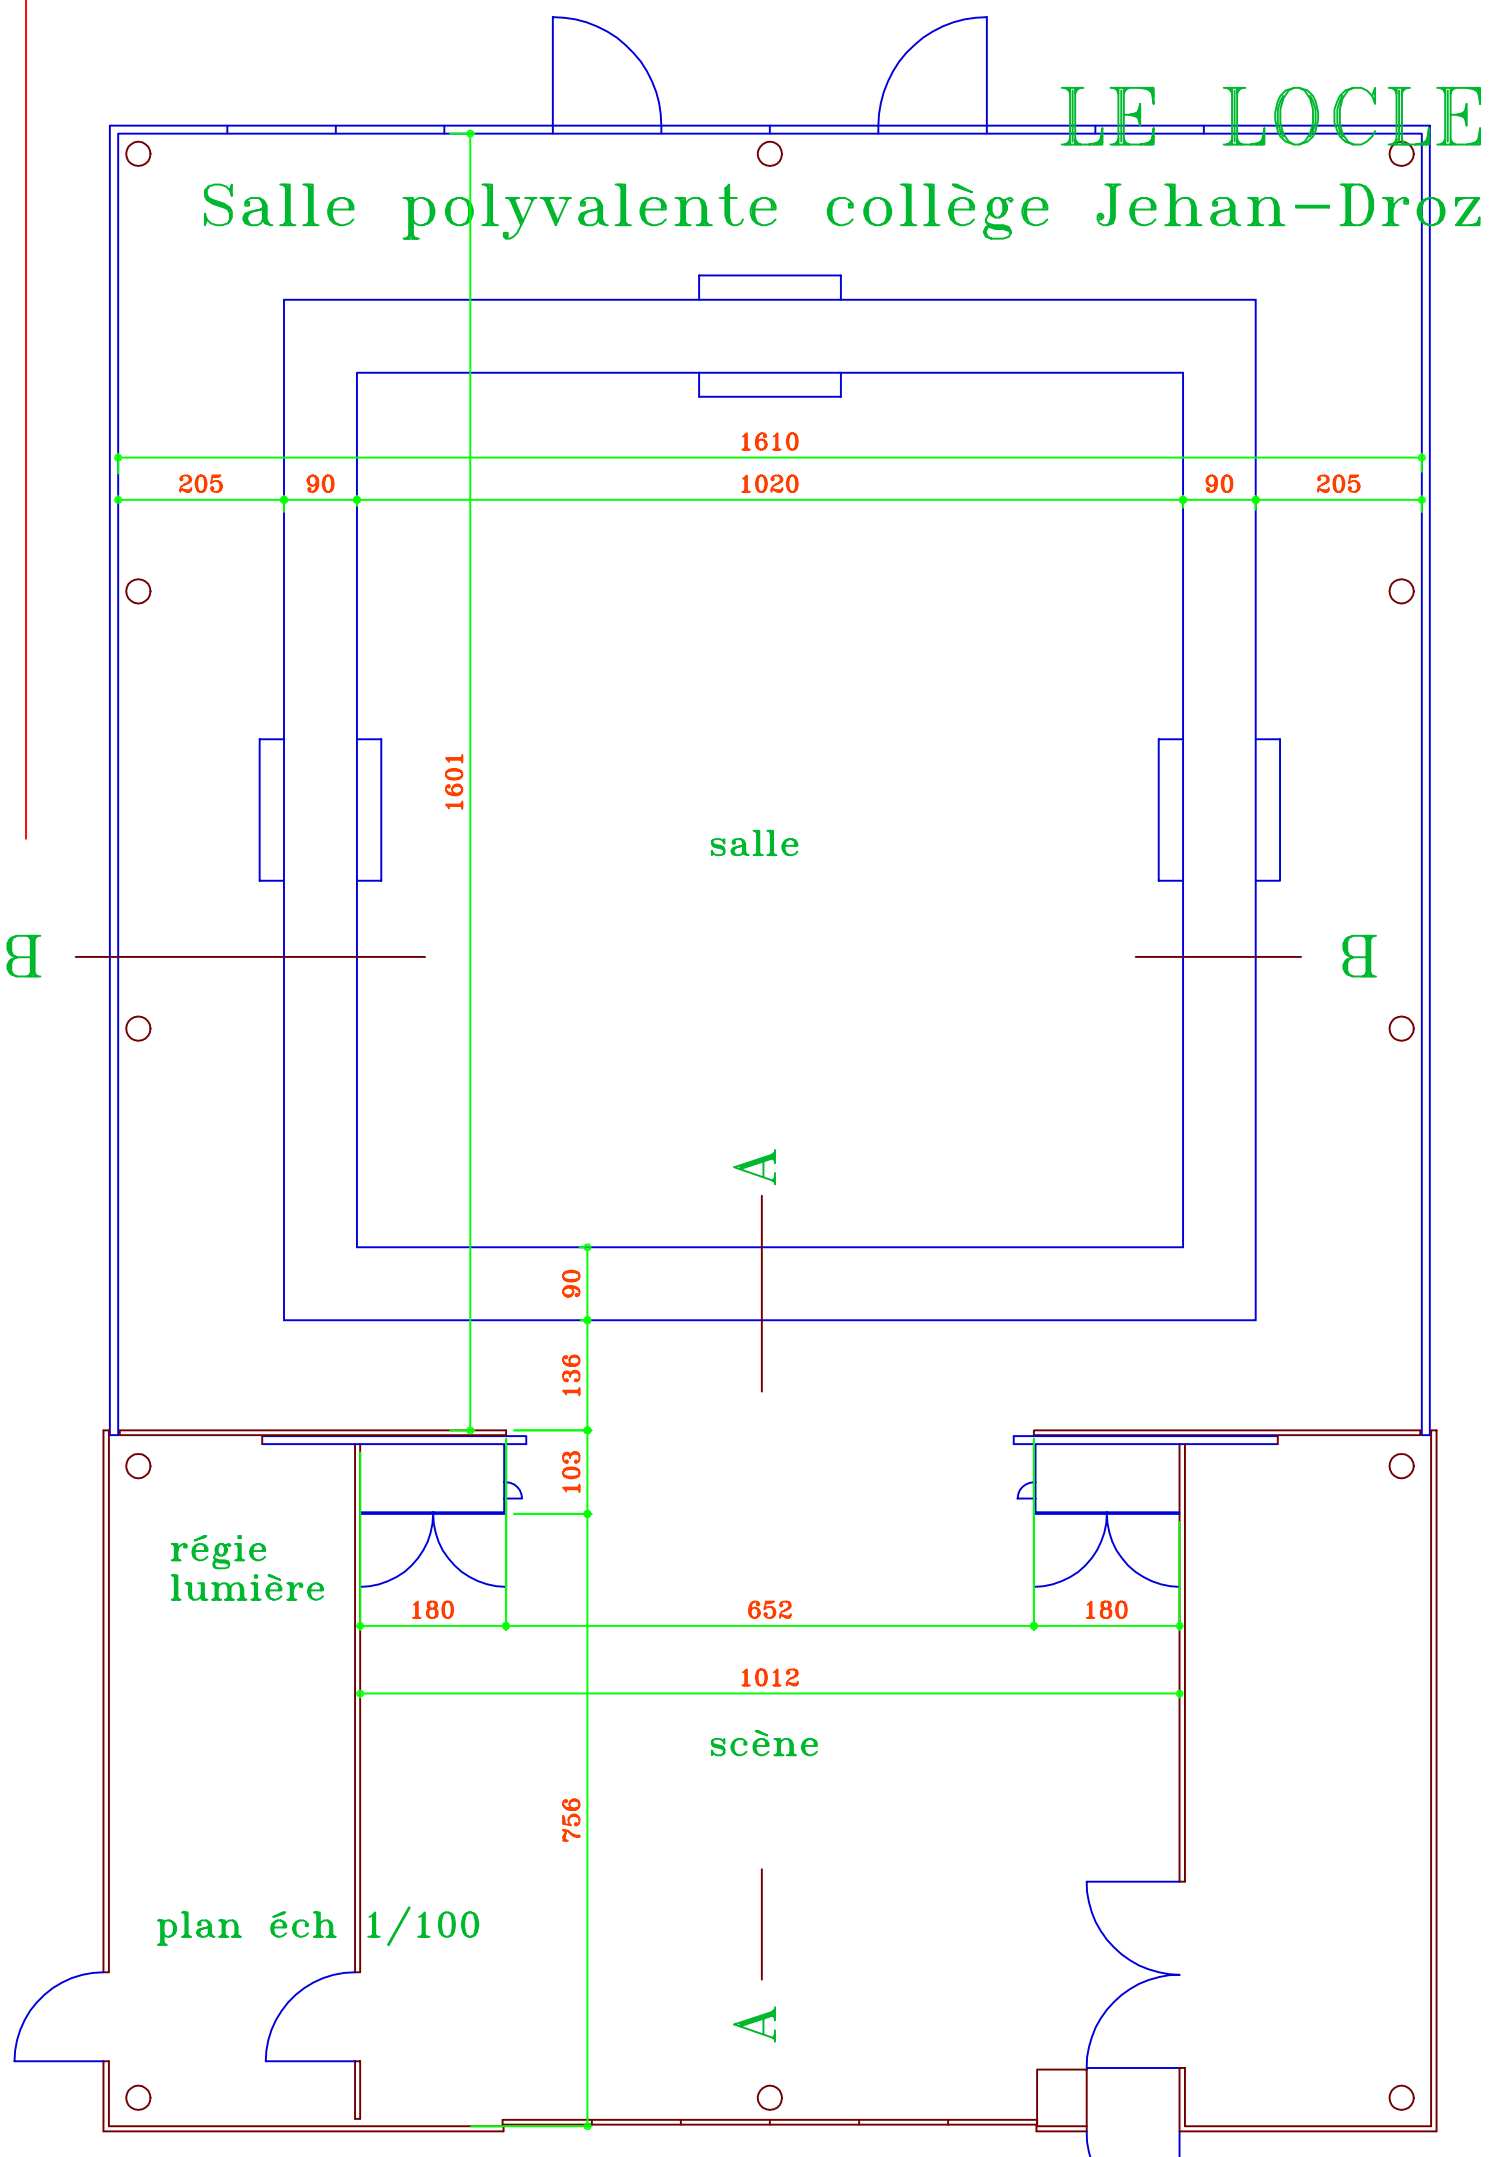 LE LOCLE
Salle polyvalente collège Jehan-Droz
1610
205 90 1020 90 205
1601
salle
B B
A
90
136
103
régie
lumière
180 652 180
1012
scène
756
plan éch 1/100
A